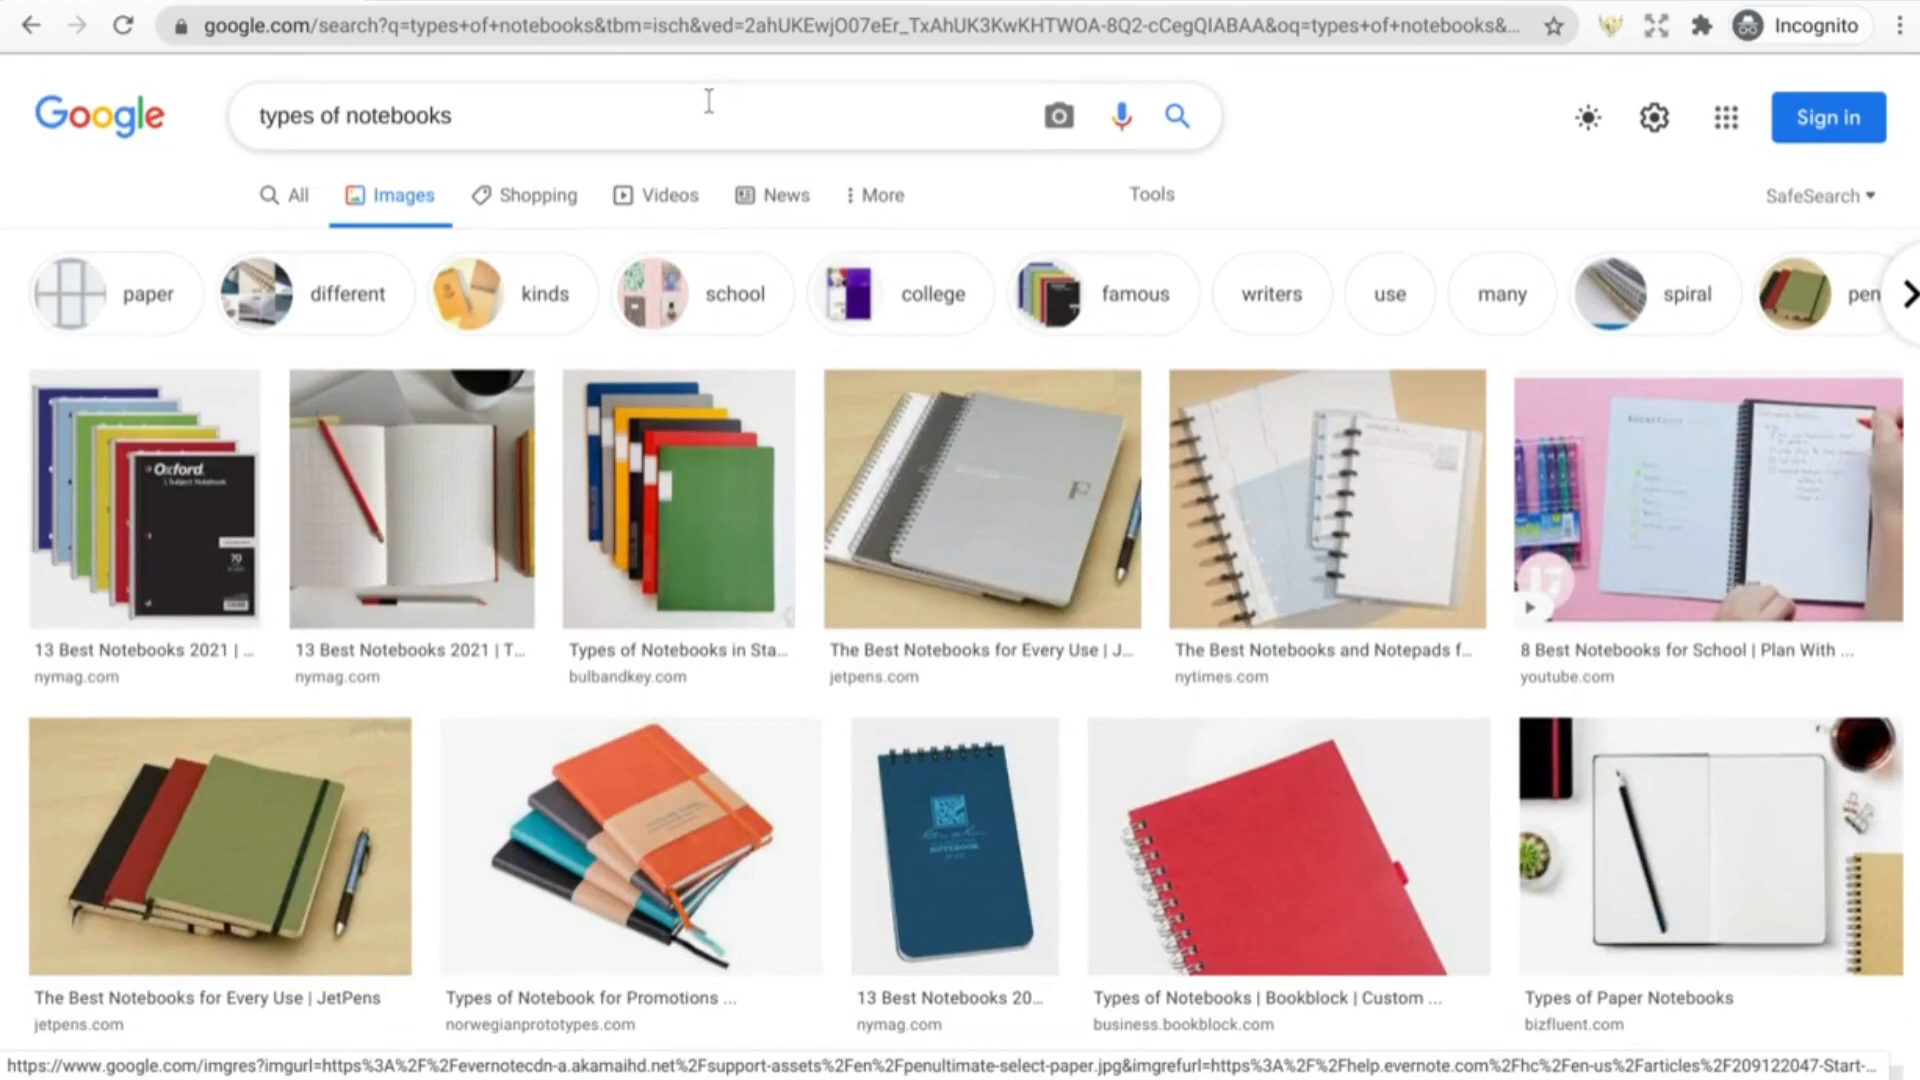 google.com/search?q=types+of+notebooks&tbm=isch&ved=2ahUKEwjO07eEr_TxAhUK3KwKHTWOA-8Q2-cCegQIABAA&oq=types+of+notebooks&...
Incognito
Google
types of notebooks
Sign in
All
Images
Shopping
Videos
News
More
Tools
SafeSearch
paper
different
kinds
school
college
famous
writers
use
many
spiral
pen
Oxford
1 Subject Notebook
70
F
17
13 Best Notebooks 2021 | ...
nymag.com
13 Best Notebooks 2021 | T...
nymag.com
Types of Notebooks in Sta...
bulbandkey.com
The Best Notebooks for Every Use | J...
jetpens.com
The Best Notebooks and Notepads f...
nytimes.com
8 Best Notebooks for School | Plan With ...
youtube.com
NOTEBOOK
The Best Notebooks for Every Use | JetPens
jetpens.com
Types of Notebook for Promotions ...
norwegianprototypes.com
13 Best Notebooks 20...
nymag.com
Types of Notebooks | Bookblock | Custom ...
business.bookblock.com
Types of Paper Notebooks
bizfluent.com
https://www.google.com/imgres?imgurl=https%3A%2F%2Fevernotecdn-a.akamaihd.net%2Fsupport-assets%2Fen%2Fpenultimate-select-paper.jpg&imgrefurl=https%3A%2F%2Fhelp.evernote.com%2Fhc%2Fen-us%2Farticles%2F209122047-Start-...